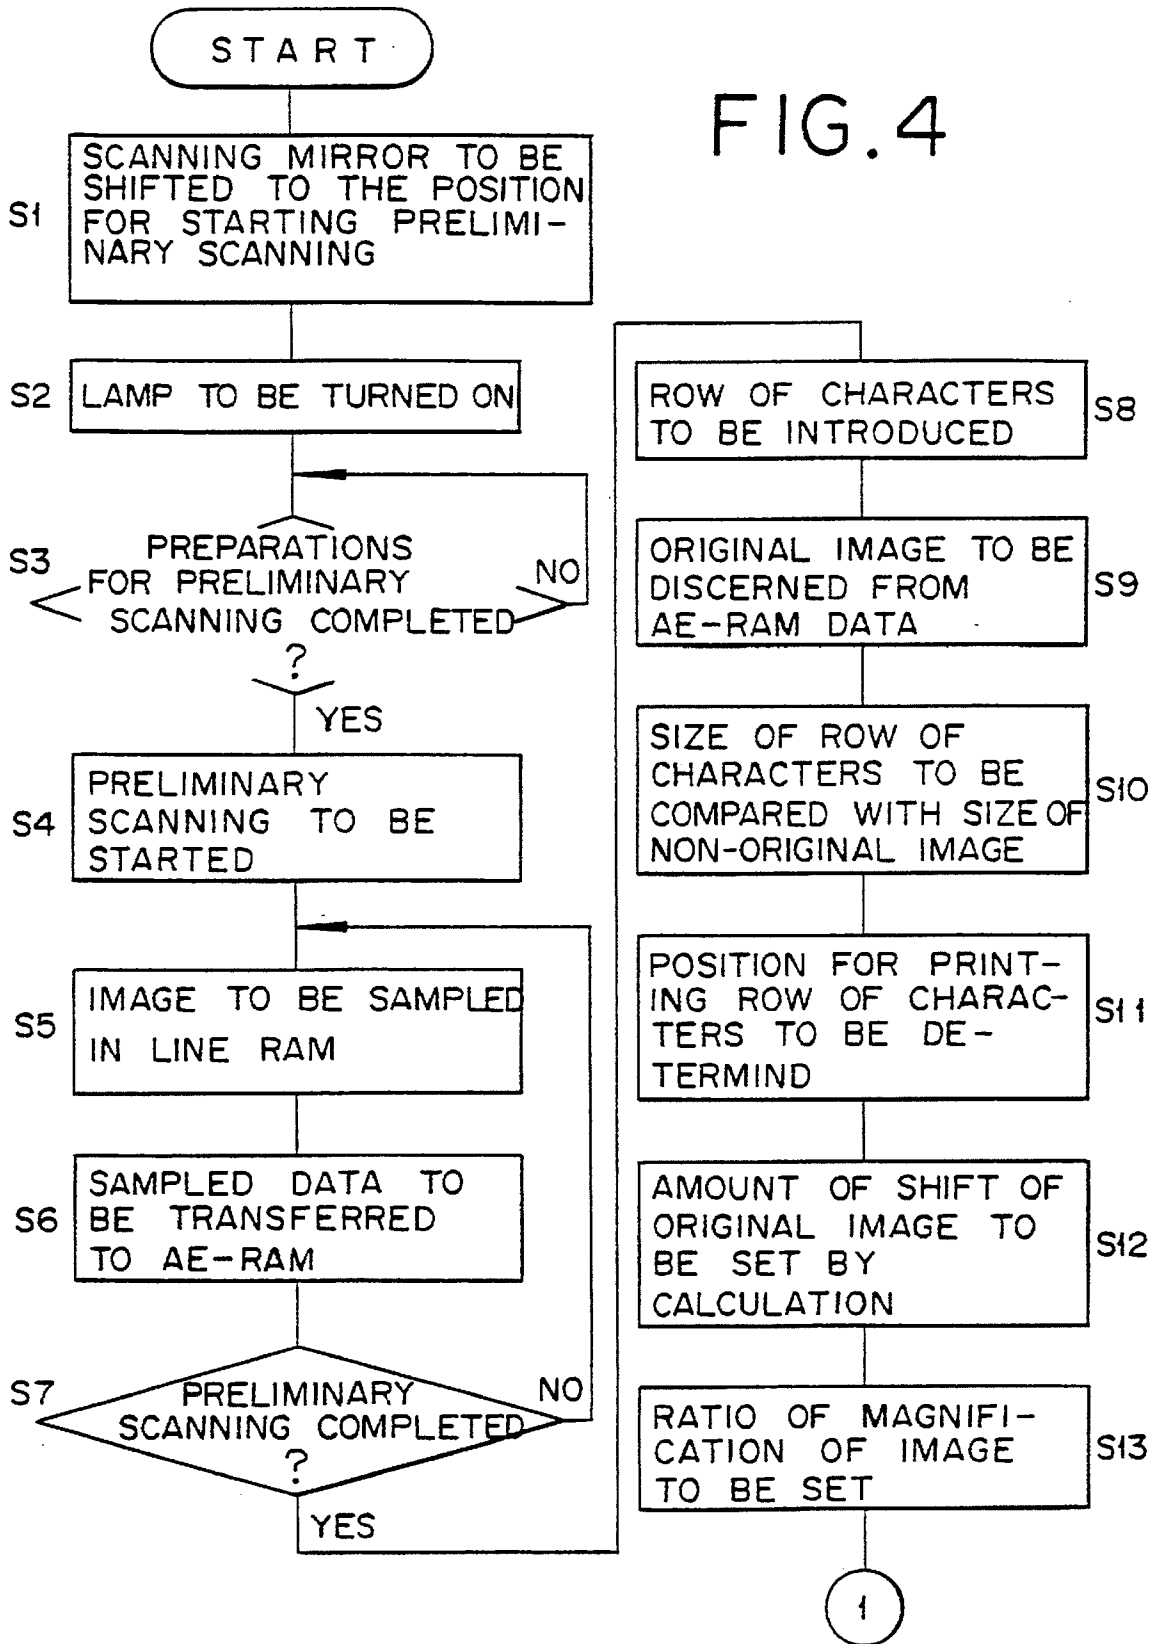 START
FIG.4
S1
SCANNING MIRROR TO BE
SHIFTED TO THE POSITION
FOR STARTING PRELIMI-
NARY SCANNING
S2
LAMP TO BE TURNED ON
S3
PREPARATIONS
FOR PRELIMINARY
SCANNING COMPLETED
?
NO
YES
S4
PRELIMINARY
SCANNING TO BE
STARTED
S5
IMAGE TO BE SAMPLED
IN LINE RAM
S6
SAMPLED DATA TO
BE TRANSFERRED
TO AE-RAM
S7
PRELIMINARY
SCANNING COMPLETED
?
NO
YES
ROW OF CHARACTERS
TO BE INTRODUCED
S8
ORIGINAL IMAGE TO BE
DISCERNED FROM
AE-RAM DATA
S9
SIZE OF ROW OF
CHARACTERS TO BE
COMPARED WITH SIZE OF
NON-ORIGINAL IMAGE
S10
POSITION FOR PRINT-
ING ROW OF CHARAC-
TERS TO BE DE-
TERMIND
S11
AMOUNT OF SHIFT OF
ORIGINAL IMAGE TO
BE SET BY
CALCULATION
S12
RATIO OF MAGNIFI-
CATION OF IMAGE
TO BE SET
S13
1